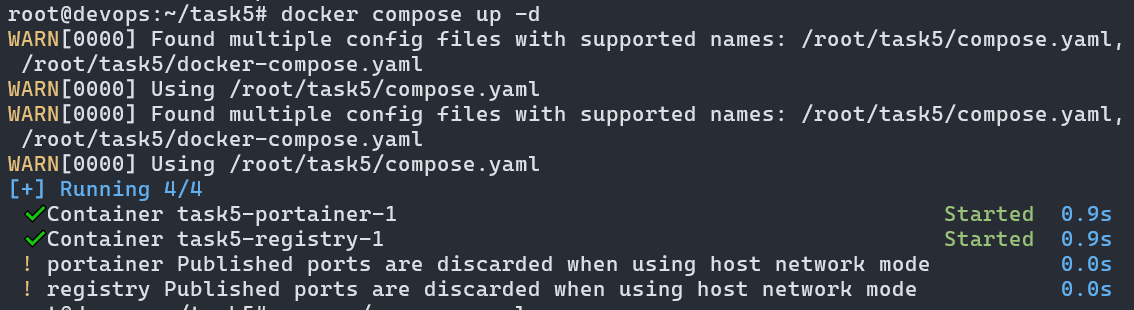 root@devops:~/task5# docker compose up -d
WARN[0000] Found multiple config files with supported names: /root/task5/compose.yaml,
/root/task5/docker-compose.yaml
WARN[0000] Using /root/task5/compose.yaml
WARN[0000] Found multiple config files with supported names: /root/task5/compose.yaml,
/root/task5/docker-compose.yaml
WARN[0000] Using /root/task5/compose.yaml
[+] Running 4/4
✔Container task5-portainer-1 Started 0.9s
✔Container task5-registry-1 Started 0.9s
! portainer Published ports are discarded when using host network mode 0.0s
! registry Published ports are discarded when using host network mode 0.0s